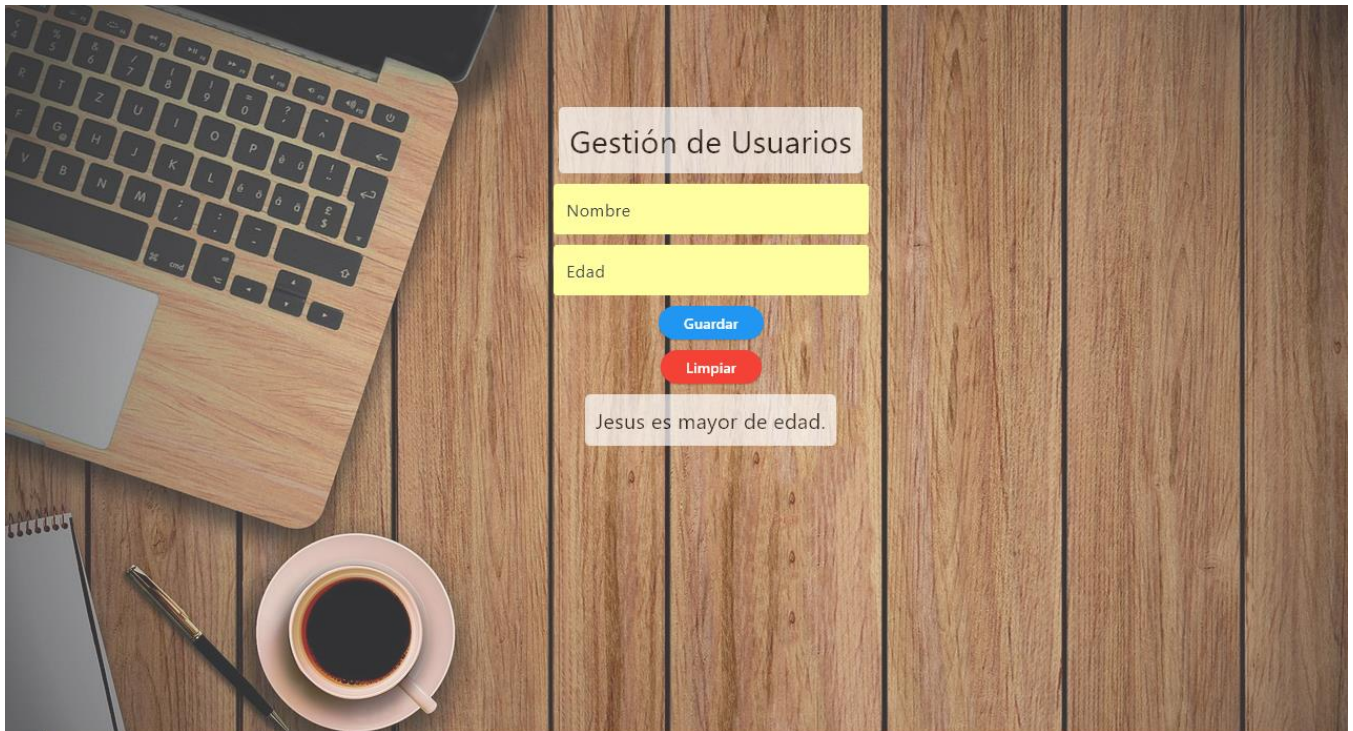 Gestión de Usuarios
Nombre
Edad
Guardar
Limpiar
Jesus es mayor de edad.